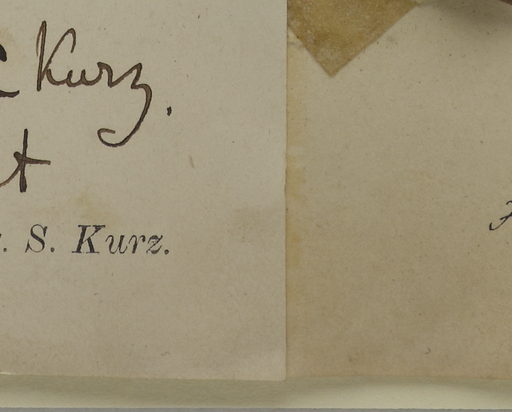 Kurz.
t
. S. Kurz.